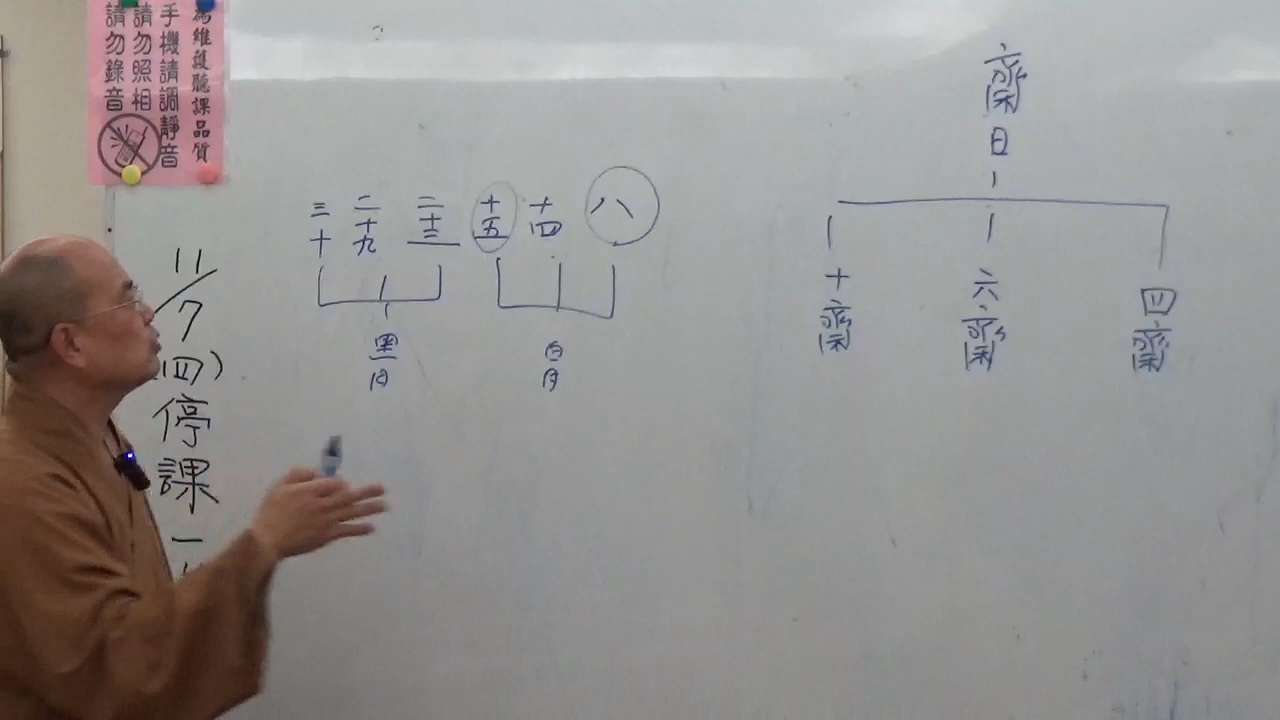 為維護聽課品質
手機請調靜音
請勿照相
請勿錄音
齋日
四齋
六齋
十齋
八
十四
十五
二十三
二十九
三十
白月
黑月
11/7
(四)
停課一